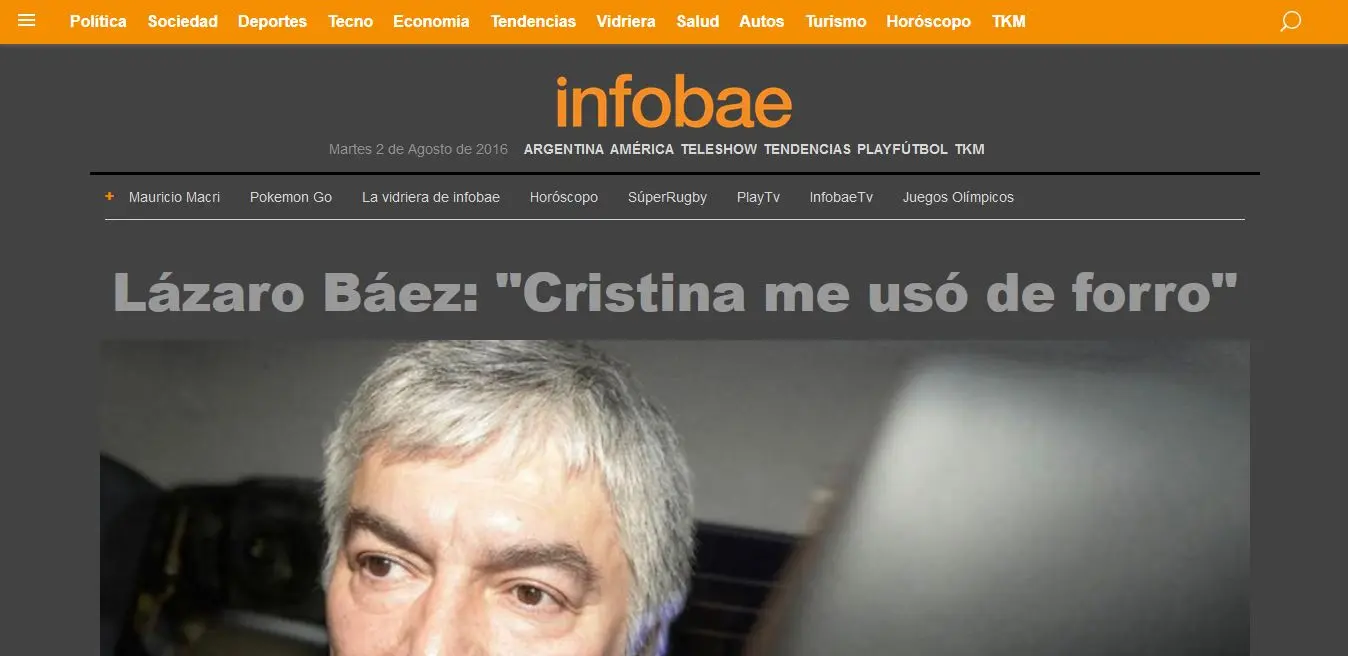 Política Sociedad Deportes Tecno Economía Tendencias Vidriera Salud Autos Turismo Horóscopo TKM
infobae
Martes 2 de Agosto de 2016 ARGENTINA AMÉRICA TELESHOW TENDENCIAS PLAYFÚTBOL TKM
+ Mauricio Macri Pokemon Go La vidriera de infobae Horóscopo SúperRugby PlayTv InfobaeTv Juegos Olímpicos
Lázaro Báez: "Cristina me usó de forro"